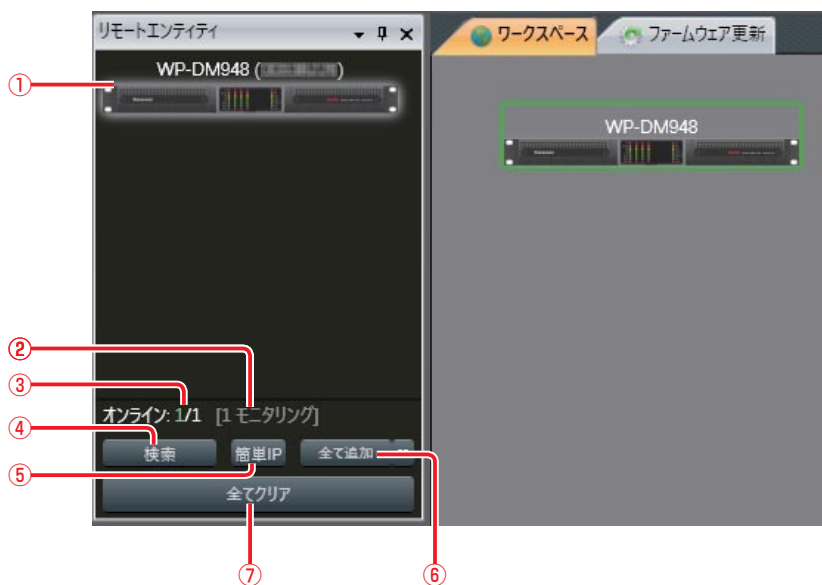 リモートエンティティ
ワークスペース
ファームウェア更新
① WP-DM948 ( )
WP-DM948
②
③
オンライン: 1/1 [1 モニタリング]
④
検索 簡単IP 全て追加
⑤
全てクリア
⑦ ⑥